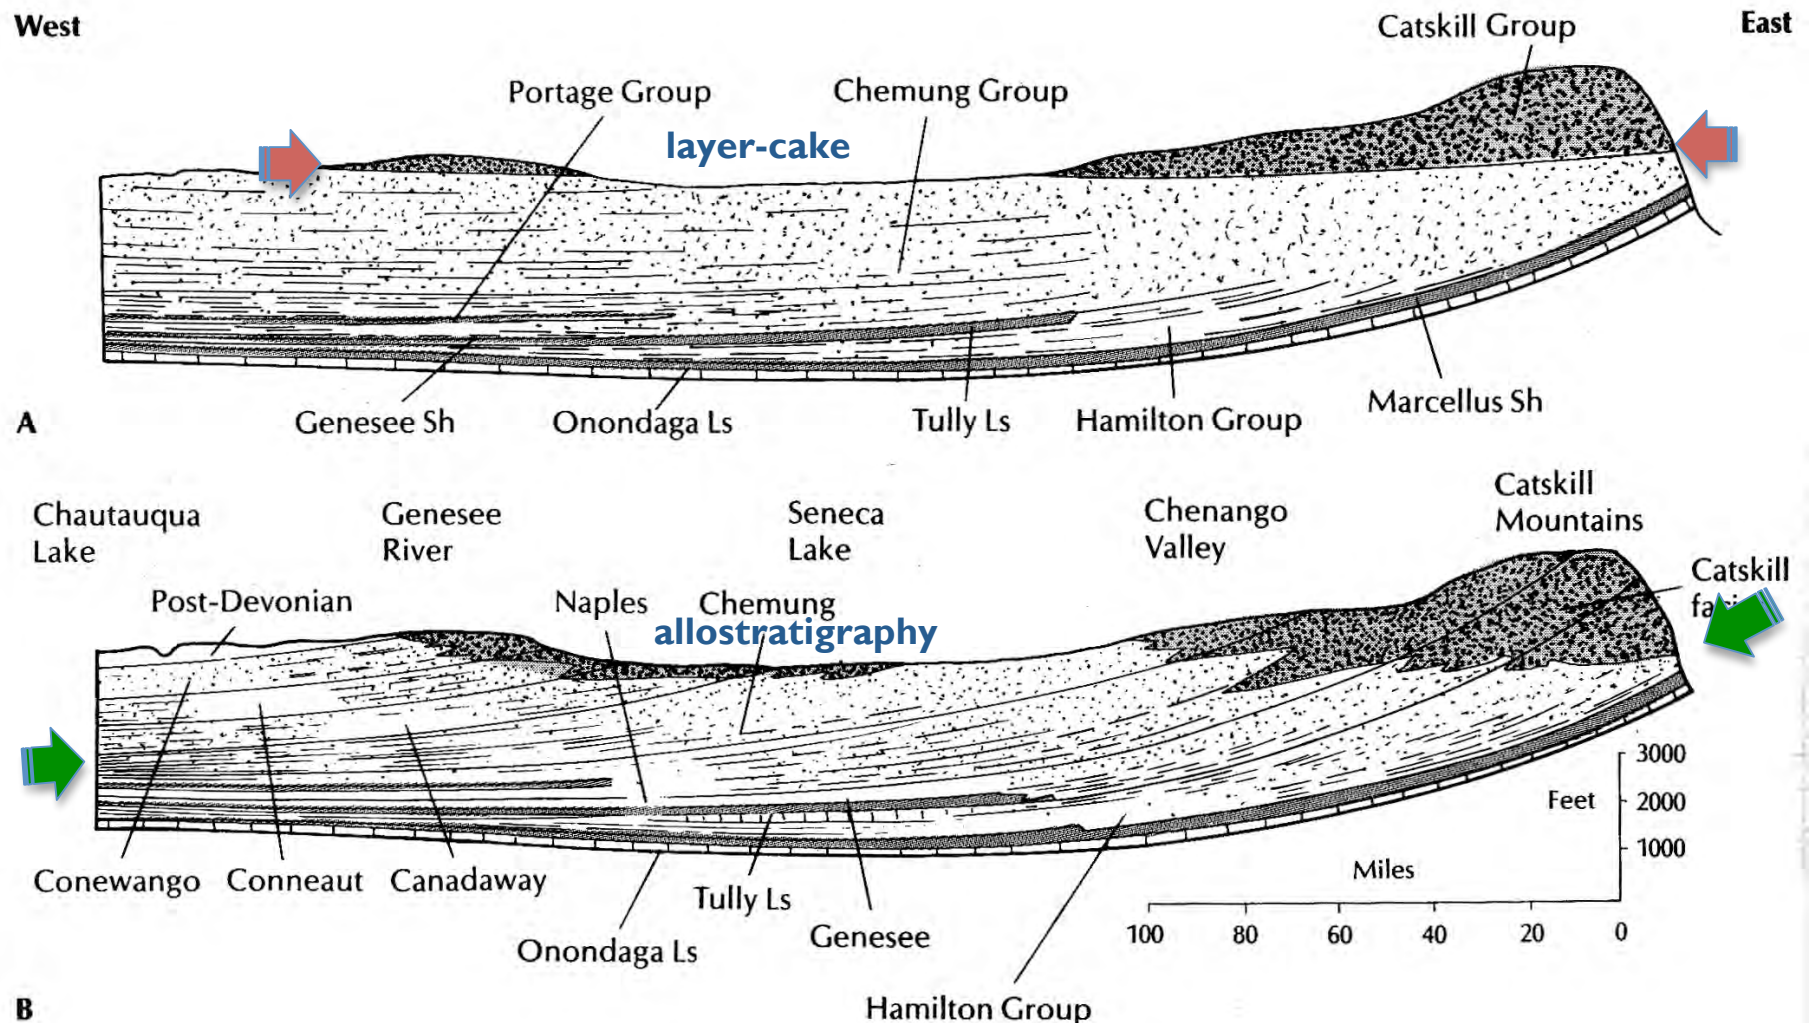 West
East
Catskill Group
Portage Group
Chemung Group
layer-cake
Genesee Sh
Onondaga Ls
Tully Ls
Hamilton Group
Marcellus Sh
A
Chautauqua
Lake
Genesee
River
Seneca
Lake
Chenango
Valley
Catskill
Mountains
Post-Devonian
Naples
Chemung
allostratigraphy
Catskill
3000
Feet
2000
1000
Miles
100 80 60 40 20 0
Conewango
Conneaut
Canadaway
Tully Ls
Genesee
Onondaga Ls
Hamilton Group
B